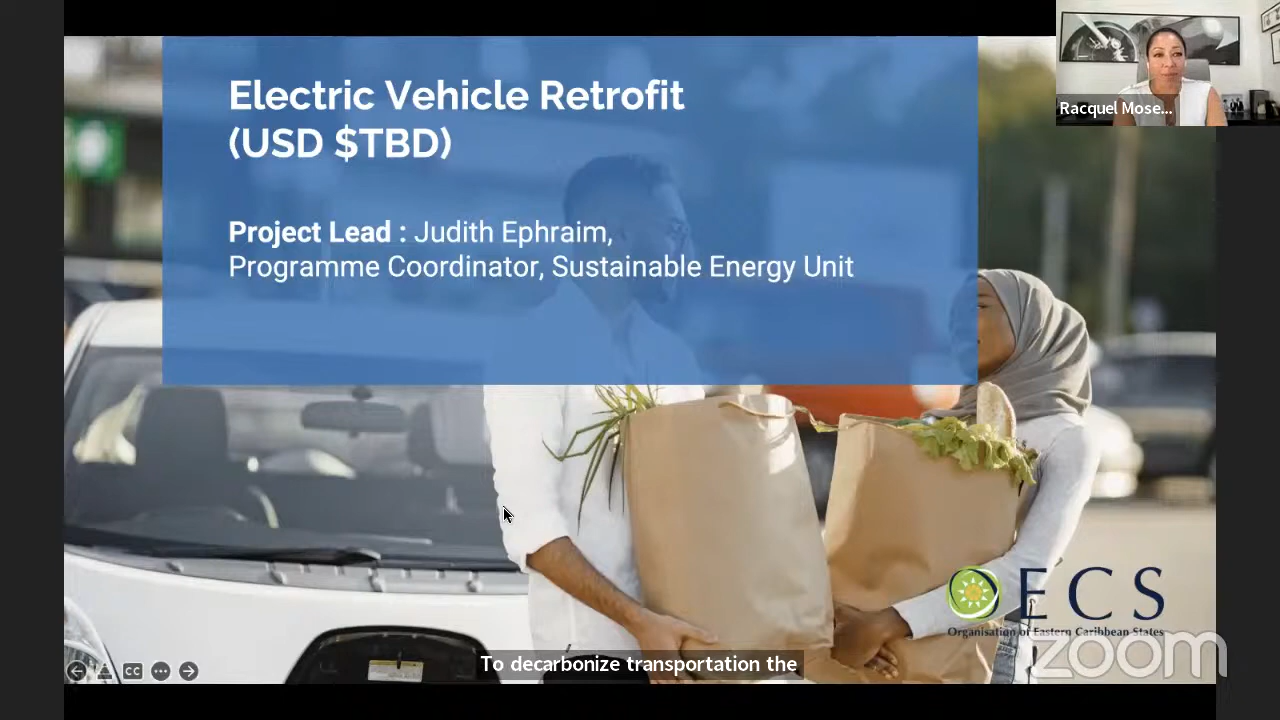 Electric Vehicle Retrofit
(USD $TBD)
Racquel Mose...
Project Lead : Judith Ephraim,
Programme Coordinator, Sustainable Energy Unit
OECS
Organisation of Eastern Caribbean States
zoom
CC
To decarbonize transportation the